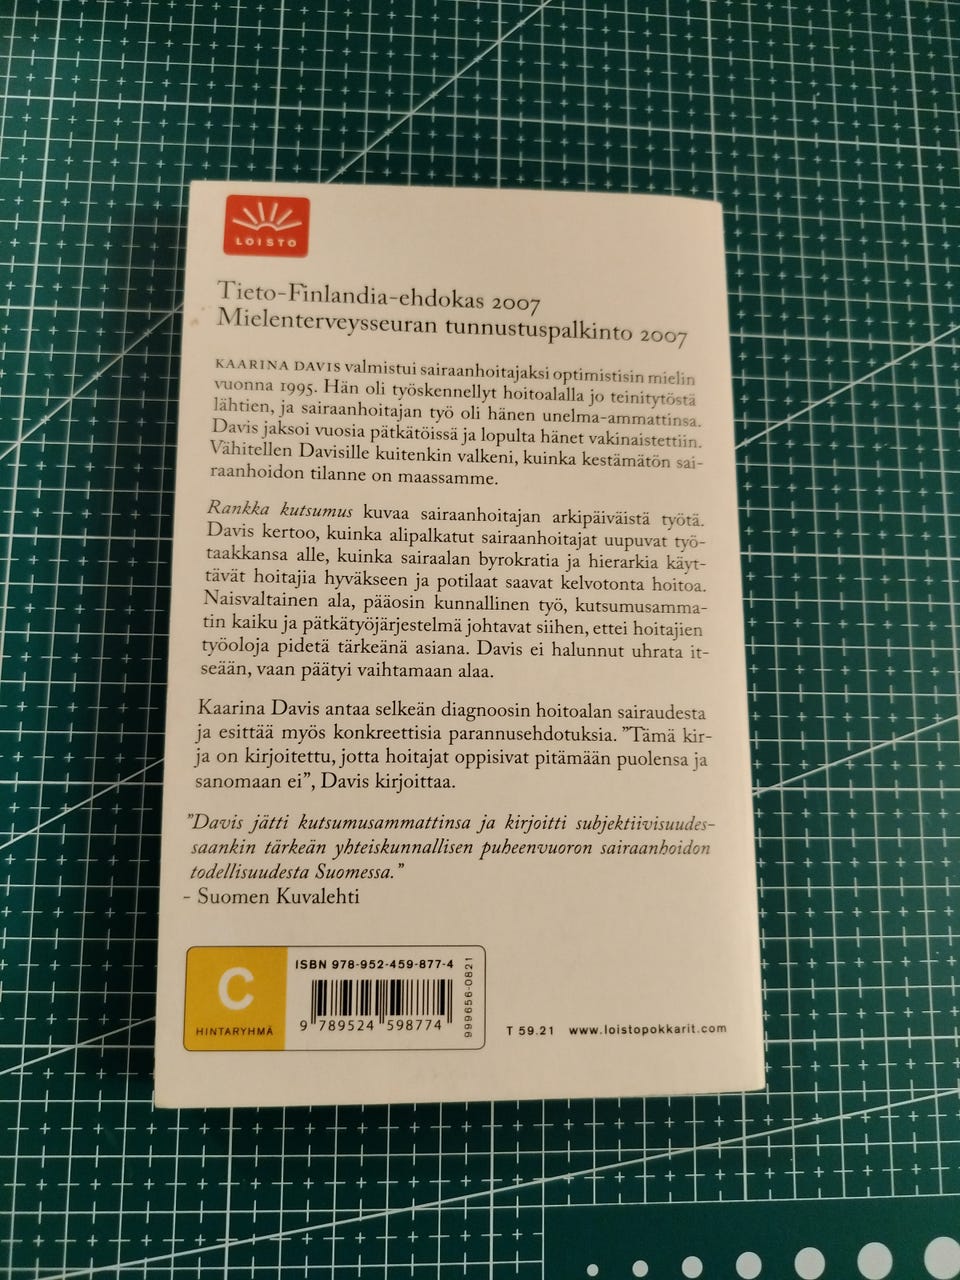 LOISTO
Tieto-Finlandia-ehdokas 2007
Mielenterveysseuran tunnustuspalkinto 2007
KAARINA DAVIS valmistui sairaanhoitajaksi optimistisin mielin
vuonna 1995. Hän oli työskennellyt hoitoalalla jo teinitytöstä
lähtien, ja sairaanhoitajan työ oli hänen unelma-ammattinsa.
Davis jaksoi vuosia pätkätöissä ja lopulta hänet vakinaistettiin.
Vähitellen Davisille kuitenkin valkeni, kuinka kestämätön sai-
raanhoidon tilanne on maassamme.
Rankka kutsumus kuvaa sairaanhoitajan arkipäiväistä työtä.
Davis kertoo, kuinka alipalkatut sairaanhoitajat uupuvat työ-
taakkansa alle, kuinka sairaalan byrokratia ja hierarkia käyt-
tävät hoitajia hyväkseen ja potilaat saavat kelvotonta hoitoa.
Naisvaltainen ala, pääosin kunnallinen työ, kutsumusamma-
tin kaiku ja pätkätyöjärjestelmä johtavat siihen, ettei hoitajien
työoloja pidetä tärkeänä asiana. Davis ei halunnut uhrata it-
seään, vaan päätyi vaihtamaan alaa.
Kaarina Davis antaa selkeän diagnoosin hoitoalan sairaudesta
ja esittää myös konkreettisia parannusehdotuksia. ”Tämä kir-
ja on kirjoitettu, jotta hoitajat oppisivat pitämään puolensa ja
sanomaan ei”, Davis kirjoittaa.
”Davis jätti kutsumusammattinsa ja kirjoitti subjektiivisuudes-
saankin tärkeän yhteiskunnallisen puheenvuoron sairaanhoidon
todellisuudesta Suomessa.”
- Suomen Kuvalehti
C
HINTARYHMÄ
ISBN 978-952-459-877-4
9 789524 598774
999656-0821
T 59.21 www.loistopokkarit.com